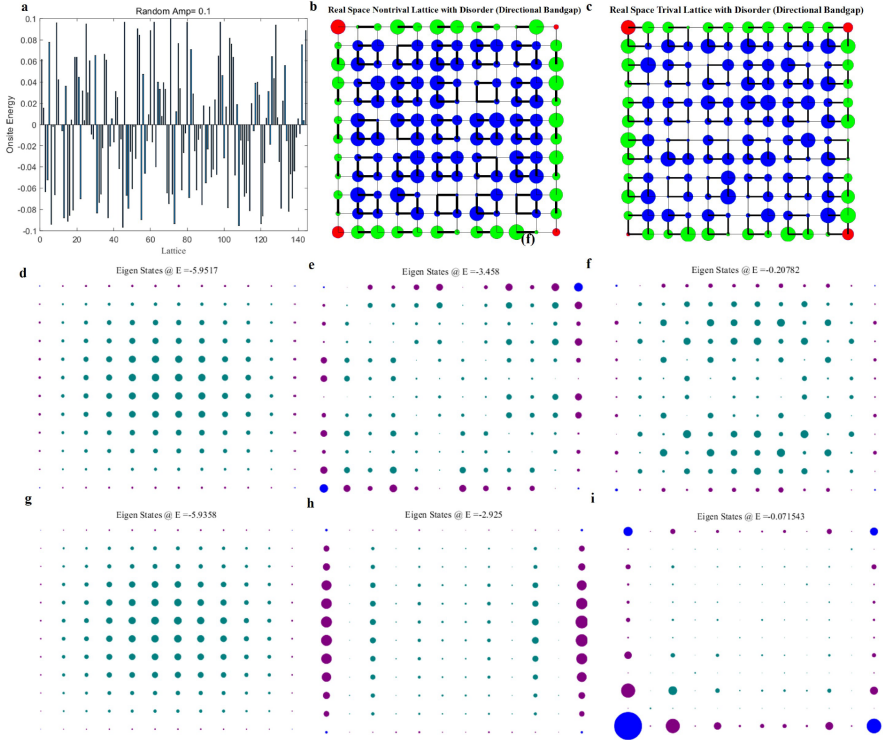 a
Random Amp= 0.1
0.1
0.08
0.06
0.04
0.02
0
-0.02
-0.04
-0.06
-0.08
-0.1
Onsite Energy
0 20 40 60 80 100 120 140
Lattice
b
Real Space Nontrival Lattice with Disorder (Directional Bandgap)
(f)
c
Real Space Trival Lattice with Disorder (Directional Bandgap)
d
Eigen States @ E =-5.9517
e
Eigen States @ E =-3.458
f
Eigen States @ E =-0.20782
g
Eigen States @ E =-5.9358
h
Eigen States @ E =-2.925
i
Eigen States @ E =-0.071543